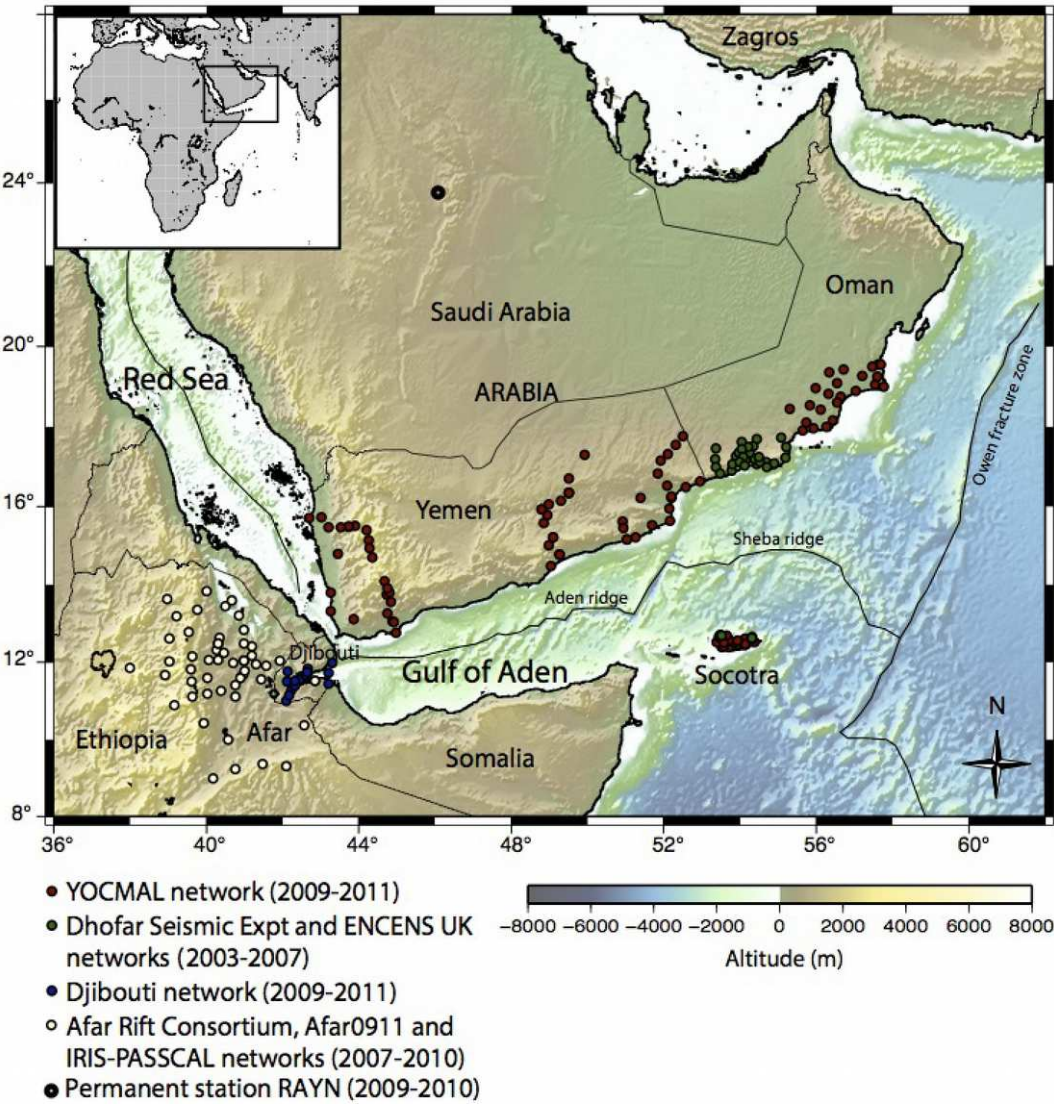 Zagros
24°
Oman
Saudi Arabia
20°
Red Sea
ARABIA
Owen fracture zone
16°
Yemen
Sheba ridge
Aden ridge
Djibouti
12°
Gulf of Aden
Socotra
N
Ethiopia
Afar
Somalia
8°
36° 40° 44° 48° 52° 56° 60°
YOCMAL network (2009-2011)
Dhofar Seismic Expt and ENCENS UK
networks (2003-2007)
Djibouti network (2009-2011)
Afar Rift Consortium, Afar0911 and
IRIS-PASSCAL networks (2007-2010)
Permanent station RAYN (2009-2010)
−8000 −6000 −4000 −2000 0 2000 4000 6000 8000
Altitude (m)